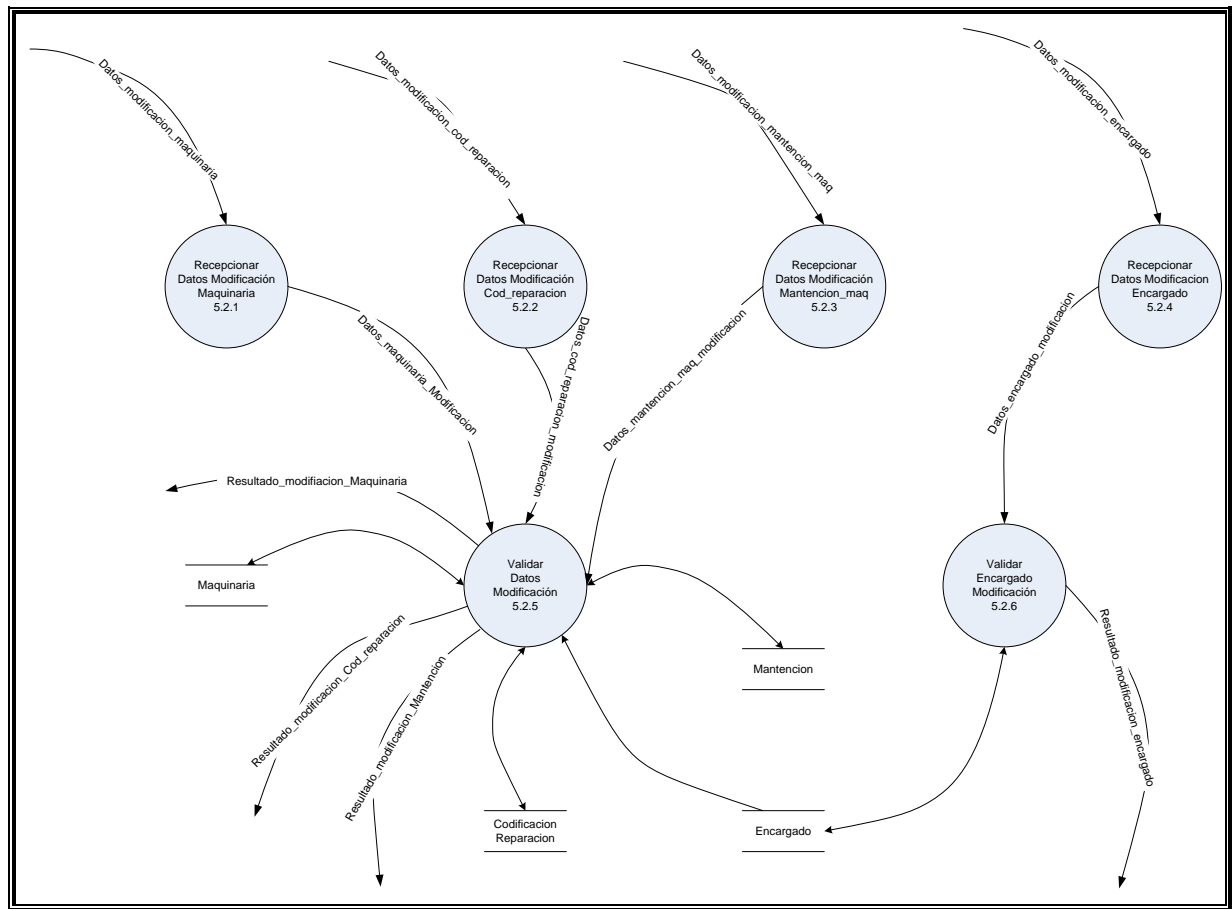 Datos_modificacion_maquinaria
Datos_modificacion_cod_reparacion
Datos_modificacion_mantencion_maq
Datos_modificacion_encargado
Recepcionar
Datos Modificación
Maquinaria
5.2.1
Recepcionar
Datos Modificación
Cod_reparacion
5.2.2
Recepcionar
Datos Modificación
Mantencion_maq
5.2.3
Recepcionar
Datos Modificacion
Encargado
5.2.4
Datos_maquinaria_Modificacion
Datos_cod_reparacion_modificacion
Datos_mantencion_maq_modificacion
Datos_encargado_modificacion
Resultado_modifiacion_Maquinaria
Maquinaria
Validar
Datos
Modificación
5.2.5
Validar
Encargado
Modificación
5.2.6
Resultado_modificacion_Cod_reparacion
Resultado_modificacion_Mantencion
Mantencion
Resultado_modificacion_encargado
Codificacion
Reparacion
Encargado